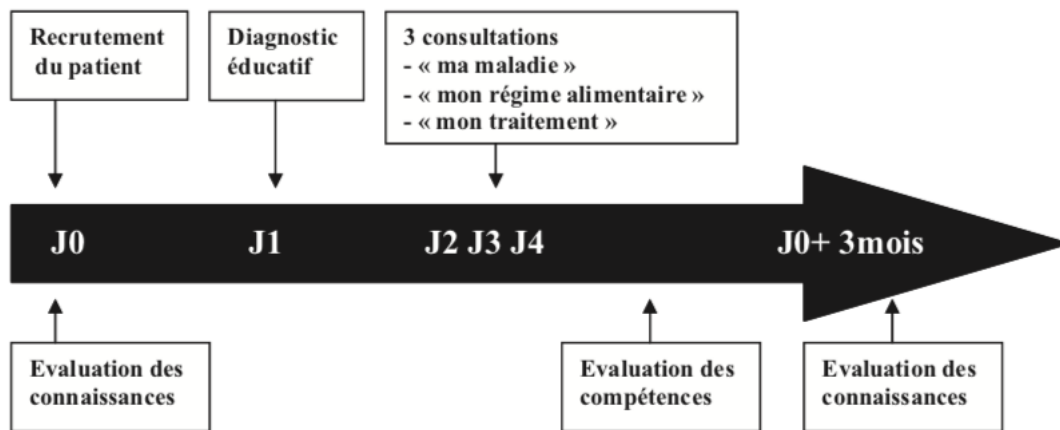 Recrutement
du patient
Diagnostic
éducatif
3 consultations
- « ma maladie »
- « mon régime alimentaire »
- « mon traitement »
J0
J1
J2 J3 J4
J0+ 3mois
Evaluation des
connaissances
Evaluation des
compétences
Evaluation des
connaissances